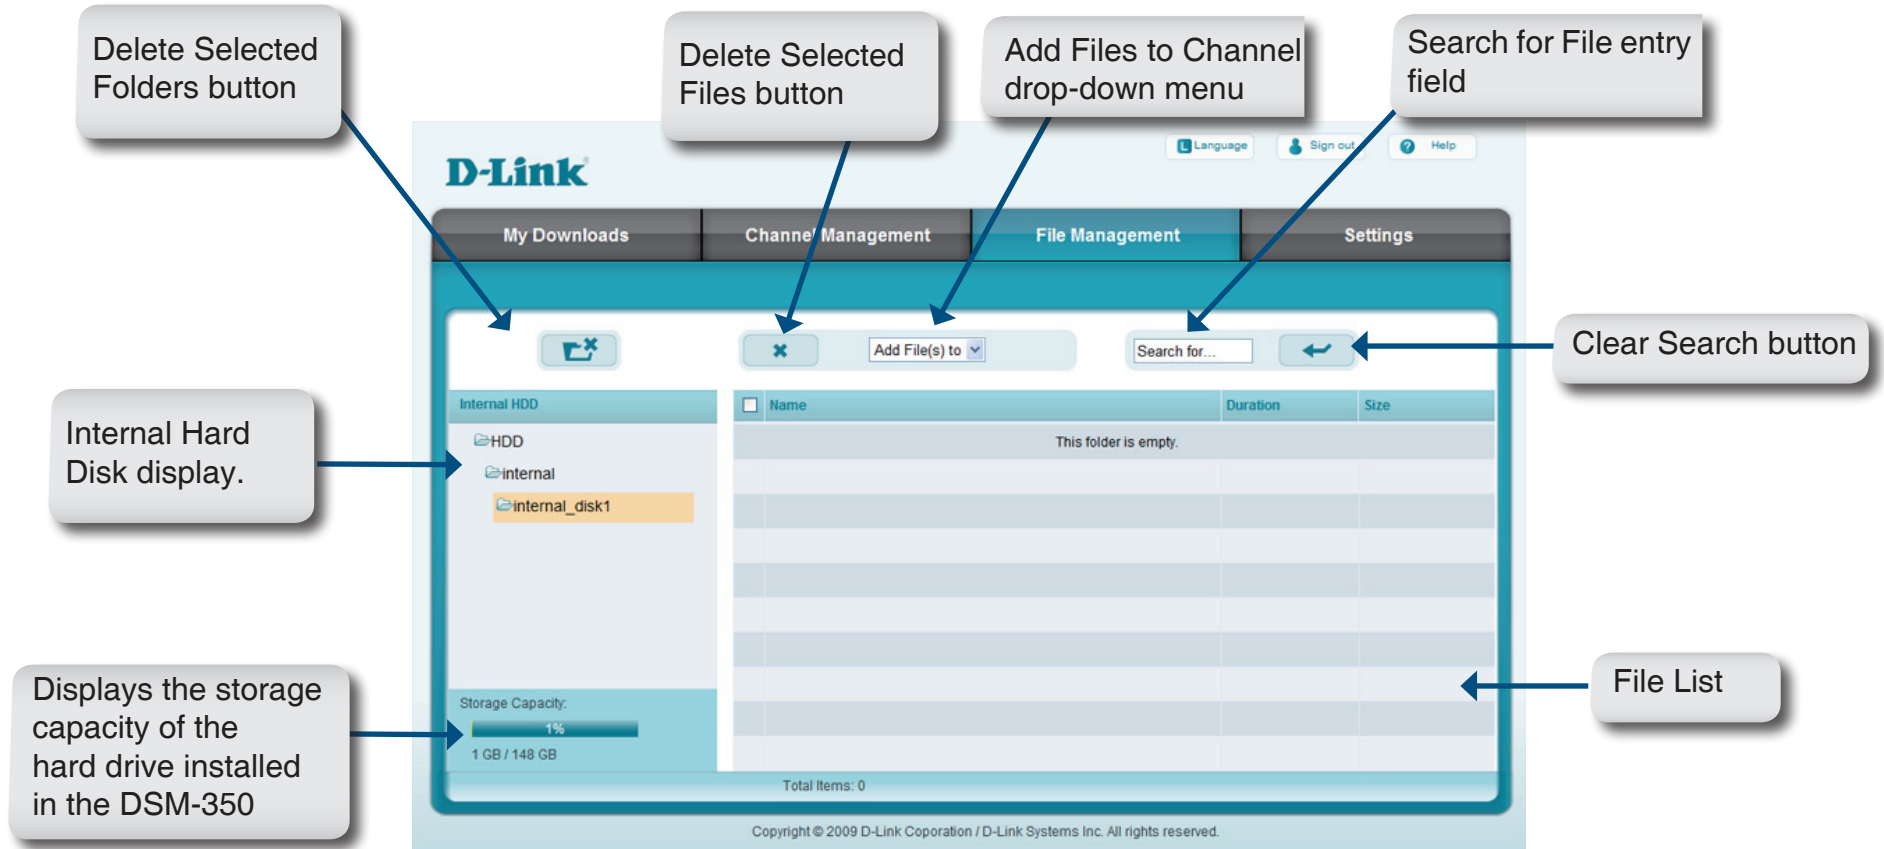 Delete Selected
Folders button
Delete Selected
Files button
Add Files to Channel
drop-down menu
Search for File entry
field
D-Link
L Language
Sign out
? Help
My Downloads
Channel Management
File Management
Settings
Add File(s) to
Search for...
Clear Search button
Internal HDD
Name
Duration
Size
Internal Hard
Disk display.
HDD
internal
internal_disk1
This folder is empty.
Displays the storage
capacity of the
hard drive installed
in the DSM-350
Storage Capacity:
1%
1 GB / 148 GB
File List
Total Items: 0
Copyright © 2009 D-Link Coporation / D-Link Systems Inc. All rights reserved.